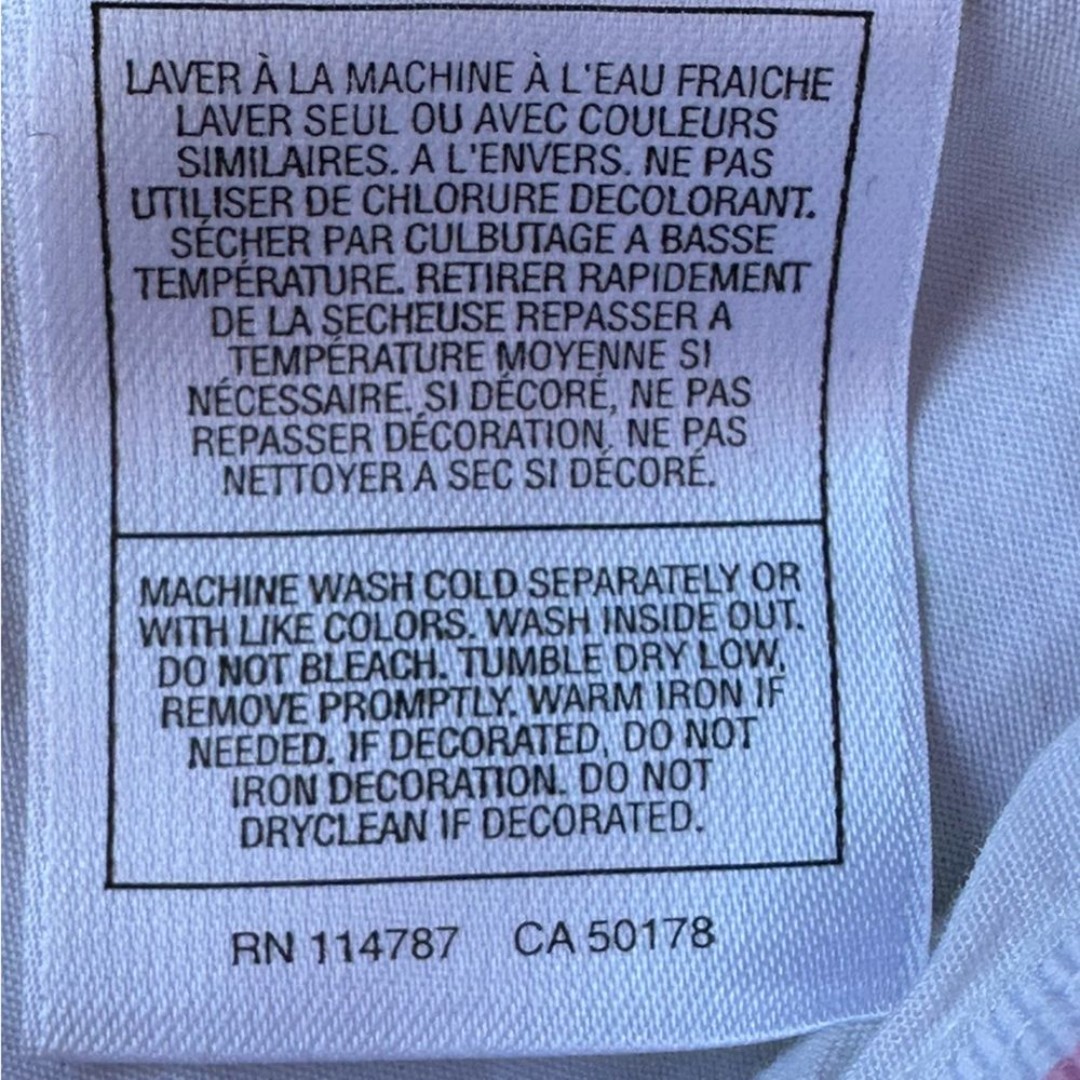 LAVER À LA MACHINE À L'EAU FRAICHE
LAVER SEUL OU AVEC COULEURS
SIMILAIRES. A L'ENVERS. NE PAS
UTILISER DE CHLORURE DECOLORANT.
SÉCHER PAR CULBUTAGE A BASSE
TEMPÉRATURE. RETIRER RAPIDEMENT
DE LA SECHEUSE REPASSER A
TEMPÉRATURE MOYENNE SI
NÉCESSAIRE. SI DÉCORÉ, NE PAS
REPASSER DÉCORATION. NE PAS
NETTOYER A SEC SI DÉCORÉ.
MACHINE WASH COLD SEPARATELY OR
WITH LIKE COLORS. WASH INSIDE OUT.
DO NOT BLEACH. TUMBLE DRY LOW,
REMOVE PROMPTLY. WARM IRON IF
NEEDED. IF DECORATED, DO NOT
IRON DECORATION. DO NOT
DRYCLEAN IF DECORATED.
RN 114787 CA 50178